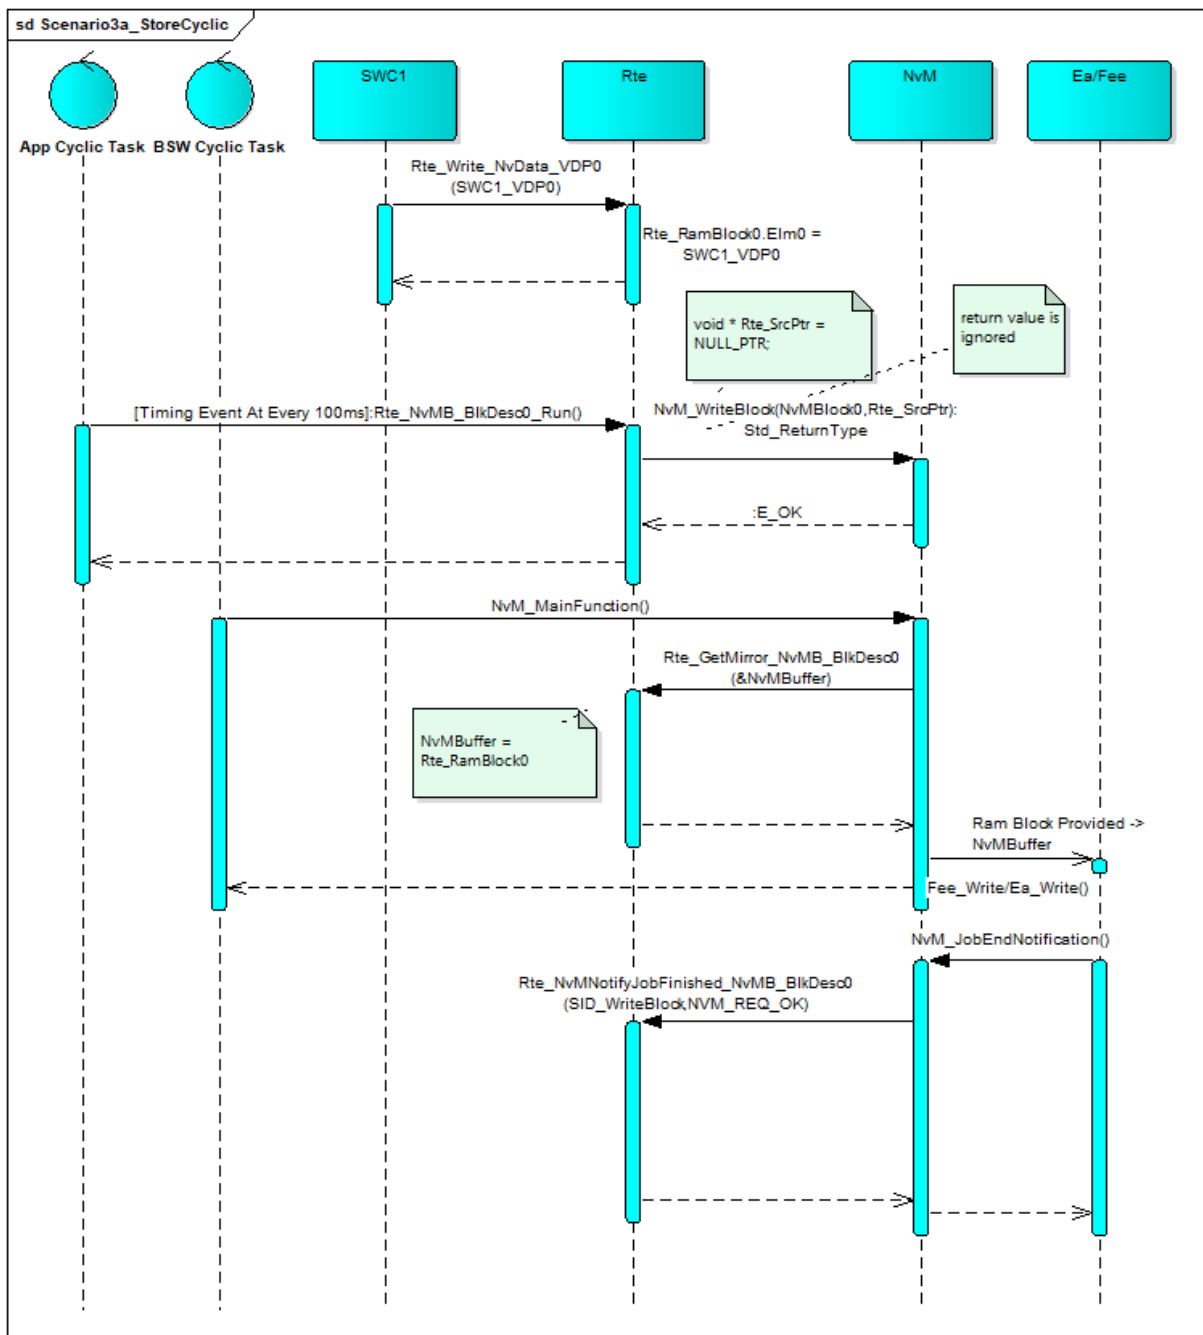 sd Scenario3a_StoreCyclic
App Cyclic Task
BSW Cyclic Task
SWC1
Rte
NvM
Ea/Fee
Rte_Write_NvData_VDP0
(SWC1_VDP0)
Rte_RamBlock0.Elm0 =
SWC1_VDP0
void * Rte_SrcPtr =
NULL_PTR;
return value is
ignored
[Timing Event At Every 100ms]:Rte_NvMB_BlkDesc0_Run()
NvM_WriteBlock(NvMBlock0,Rte_SrcPtr):
Std_ReturnType
:E_OK
NvM_MainFunction()
Rte_GetMirror_NvMB_BlkDesc0
(&NvMBuffer)
NvMBuffer =
Rte_RamBlock0
Ram Block Provided ->
NvMBuffer
Fee_Write/Ea_Write()
NvM_JobEndNotification()
Rte_NvMNotifyJobFinished_NvMB_BlkDesc0
(SID_WriteBlock,NVM_REQ_OK)